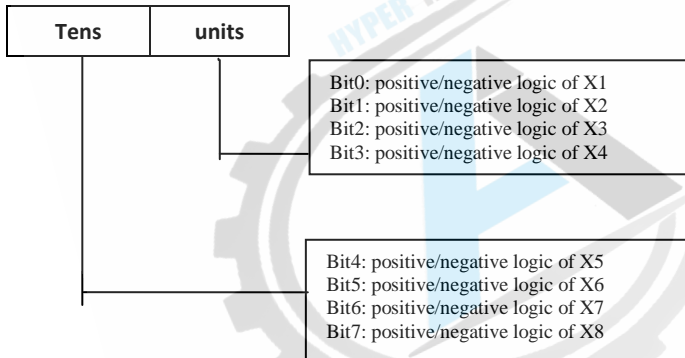 HYPER
Tens units
Bit0: positive/negative logic of X1
Bit1: positive/negative logic of X2
Bit2: positive/negative logic of X3
Bit3: positive/negative logic of X4
Bit4: positive/negative logic of X5
Bit5: positive/negative logic of X6
Bit6: positive/negative logic of X7
Bit7: positive/negative logic of X8